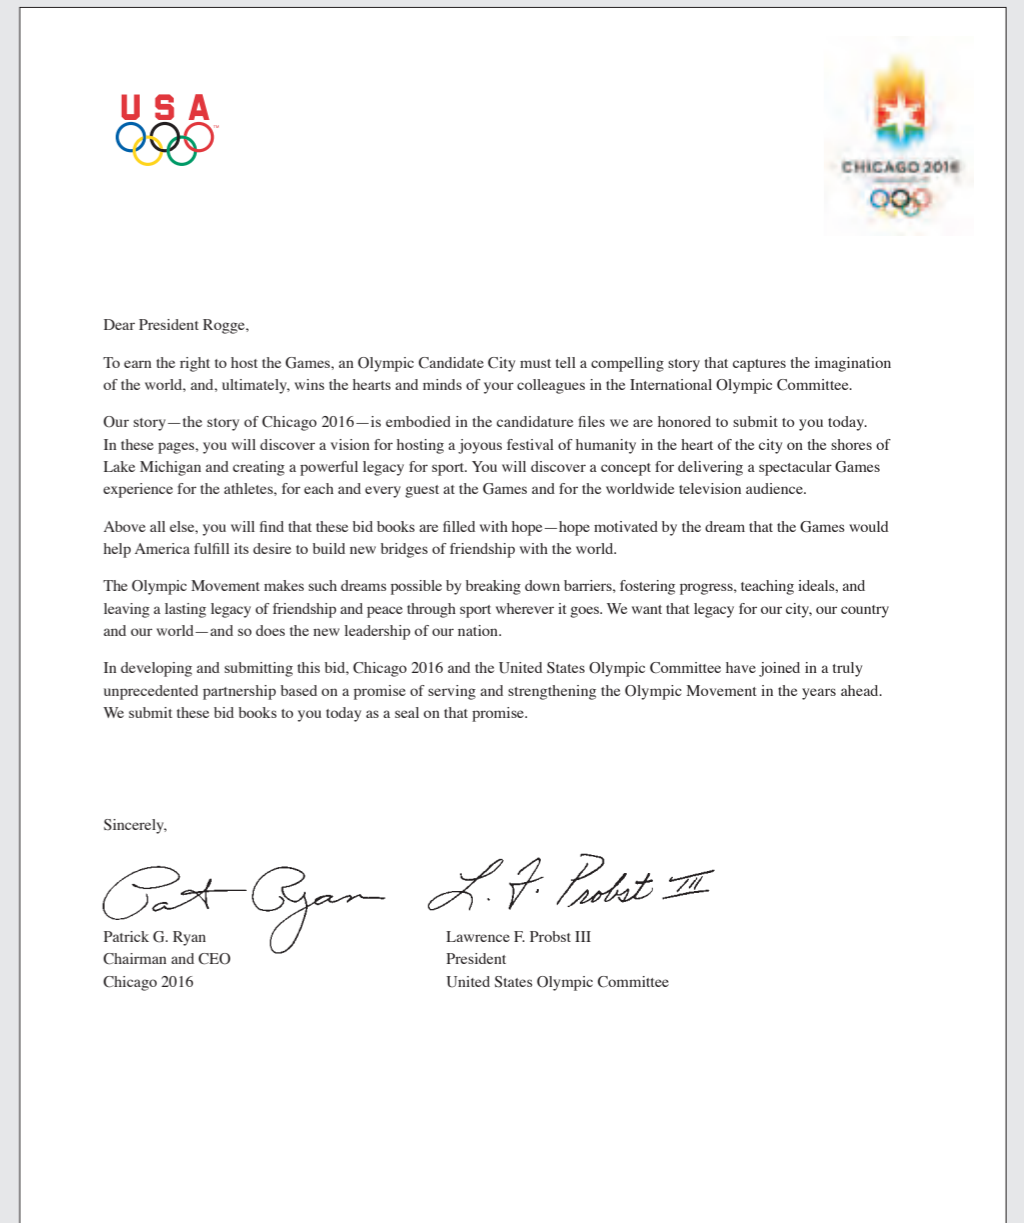 USA
CHICAGO 2016
Dear President Rogge,
To earn the right to host the Games, an Olympic Candidate City must tell a compelling story that captures the imagination
of the world, and, ultimately, wins the hearts and minds of your colleagues in the International Olympic Committee.
Our story—the story of Chicago 2016—is embodied in the candidature files we are honored to submit to you today.
In these pages, you will discover a vision for hosting a joyous festival of humanity in the heart of the city on the shores of
Lake Michigan and creating a powerful legacy for sport. You will discover a concept for delivering a spectacular Games
experience for the athletes, for each and every guest at the Games and for the worldwide television audience.
Above all else, you will find that these bid books are filled with hope—hope motivated by the dream that the Games would
help America fulfill its desire to build new bridges of friendship with the world.
The Olympic Movement makes such dreams possible by breaking down barriers, fostering progress, teaching ideals, and
leaving a lasting legacy of friendship and peace through sport wherever it goes. We want that legacy for our city, our country
and our world—and so does the new leadership of our nation.
In developing and submitting this bid, Chicago 2016 and the United States Olympic Committee have joined in a truly
unprecedented partnership based on a promise of serving and strengthening the Olympic Movement in the years ahead.
We submit these bid books to you today as a seal on that promise.
Sincerely,
Pat Ryan L. F. Probst III
Patrick G. Ryan Lawrence F. Probst III
Chairman and CEO President
Chicago 2016 United States Olympic Committee